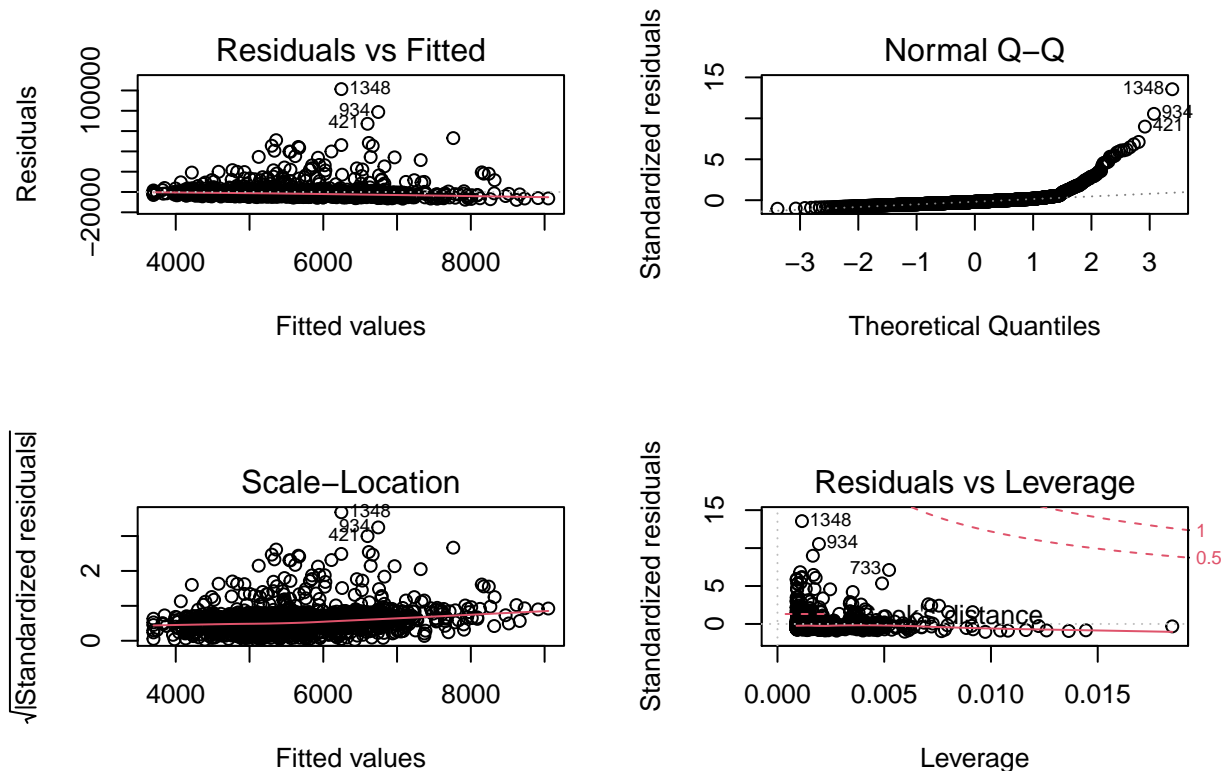 Residuals vs Fitted
Residuals
100000
−20000
1348
934
421
4000 6000 8000
Fitted values
Normal Q−Q
Standardized residuals
15
5
0
1348
934
421
−3 −2 −1 0 1 2 3
Theoretical Quantiles
Scale−Location
√|Standardized residuals|
2
0
1348
934
421
4000 6000 8000
Fitted values
Residuals vs Leverage
Standardized residuals
15
5
0
1348
934
733
1
0.5
distance
0.000 0.005 0.010 0.015
Leverage